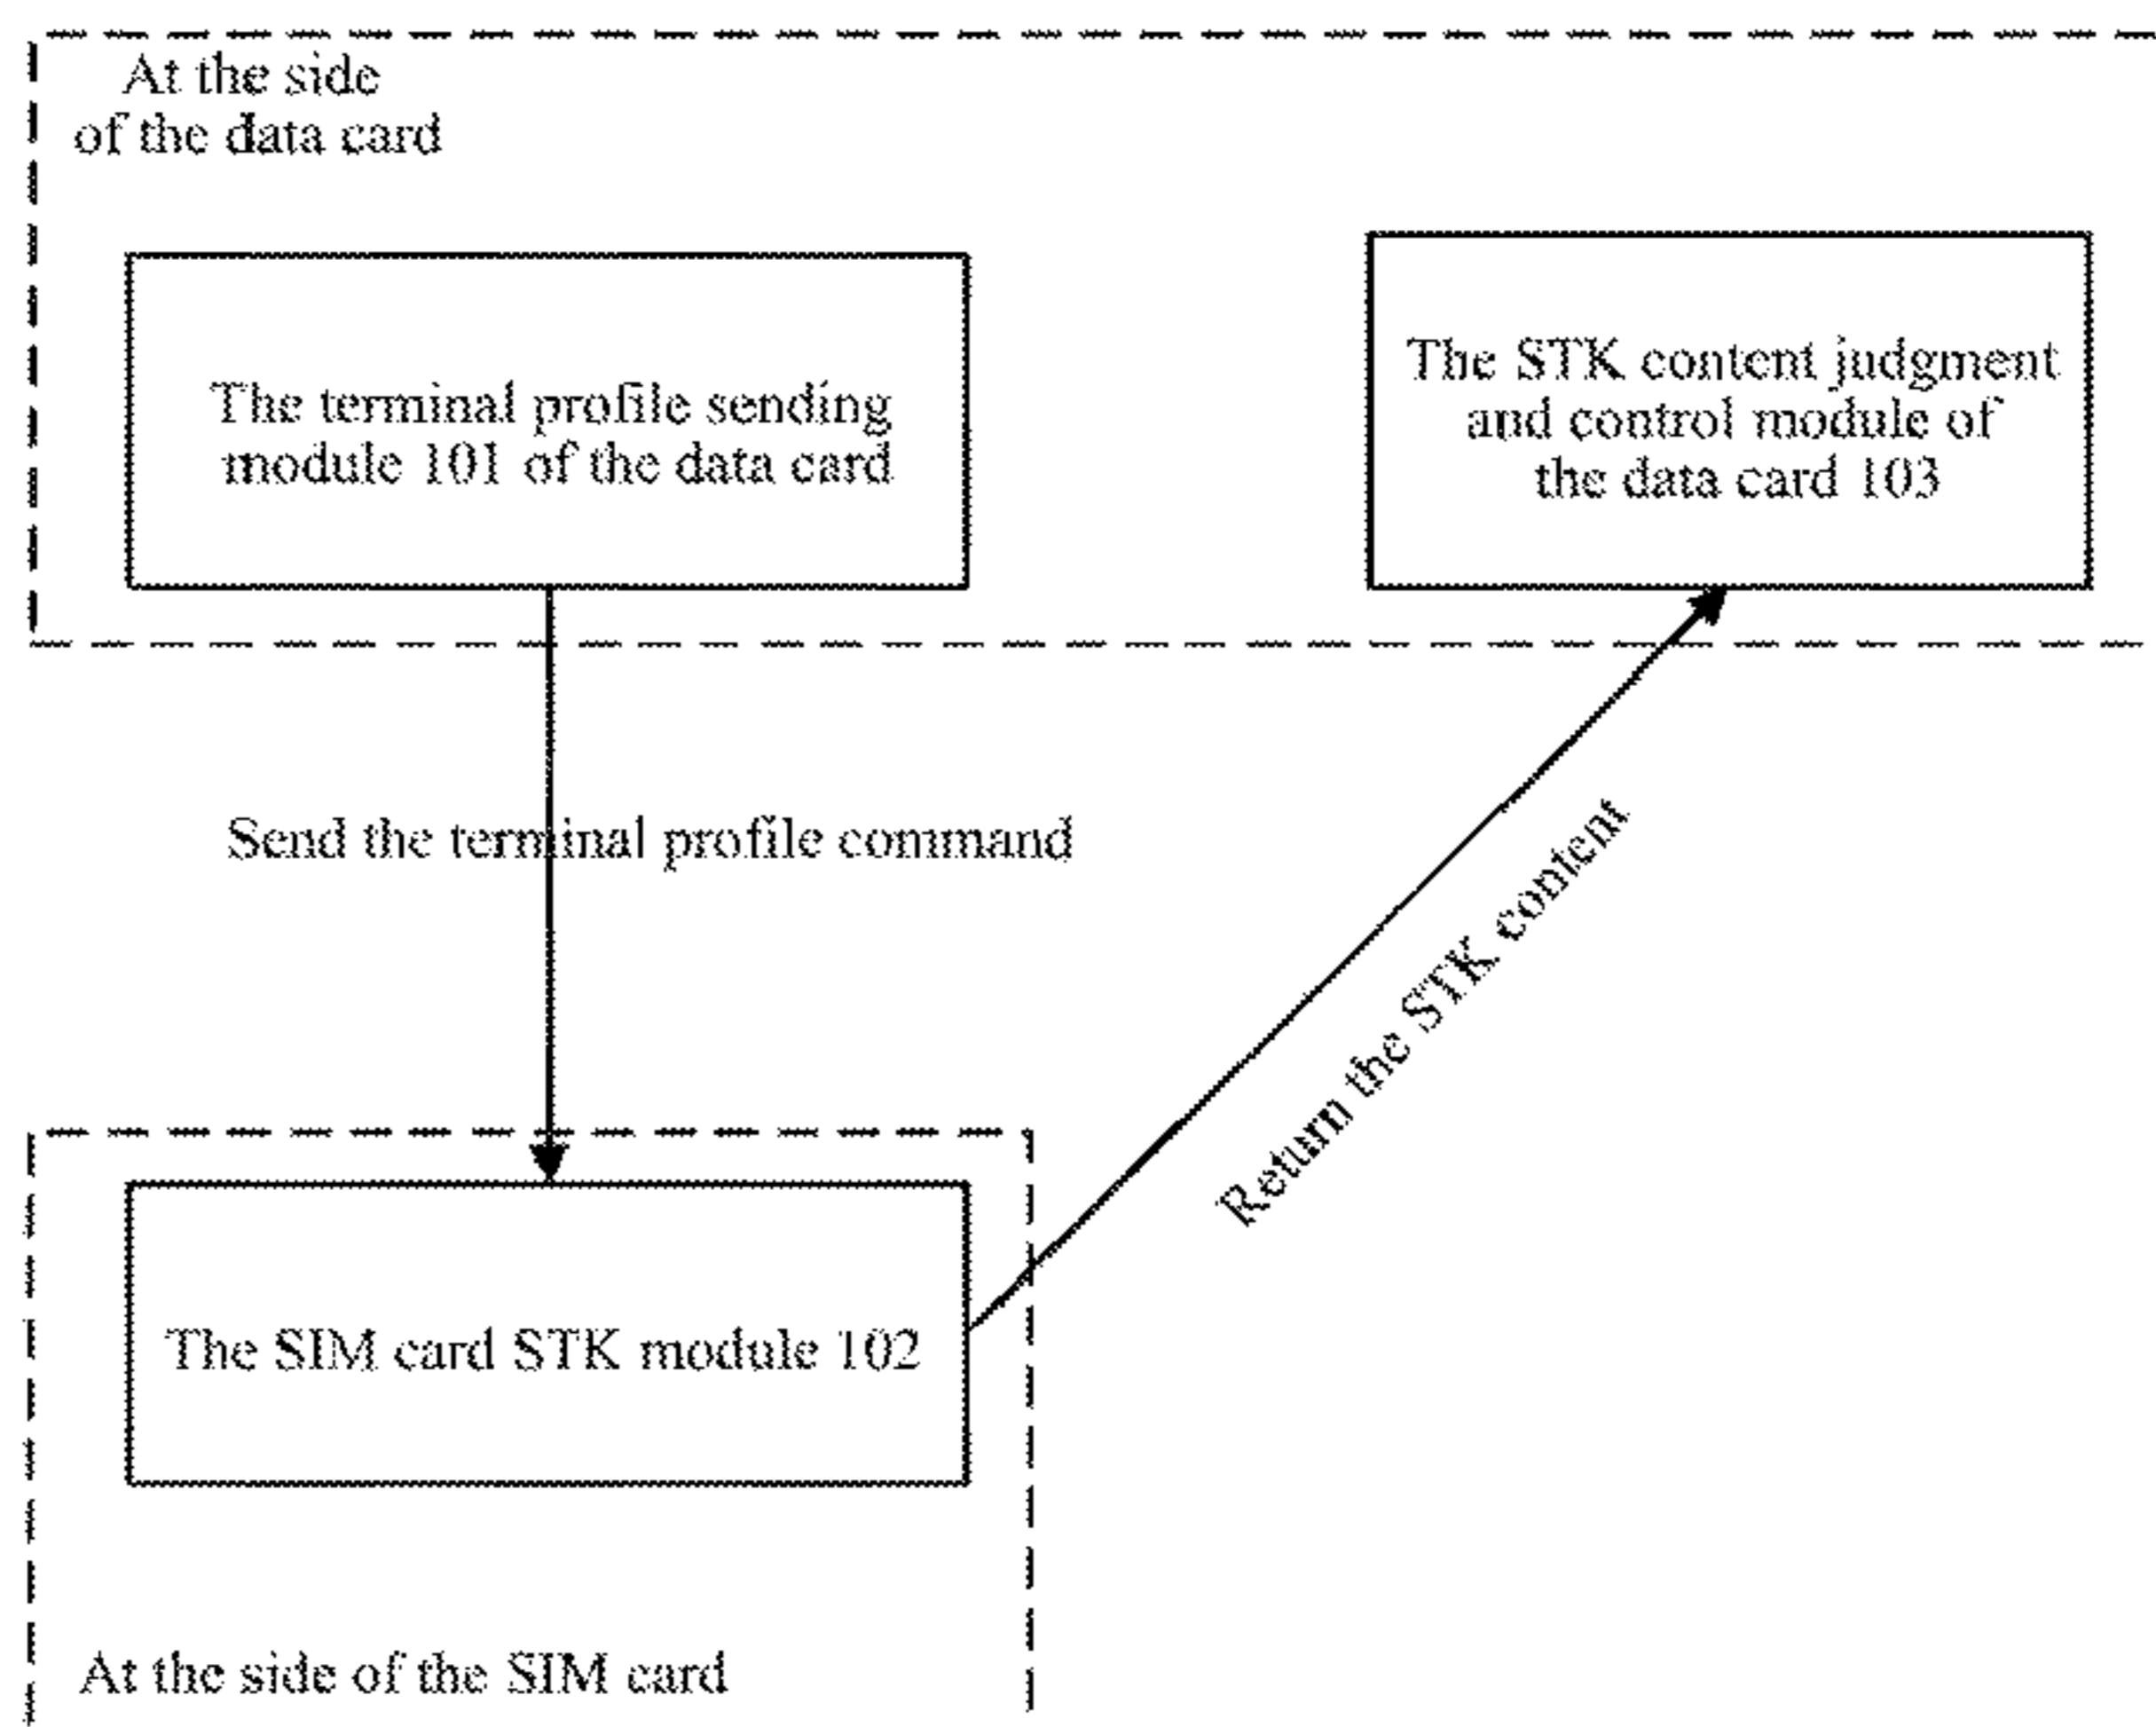 At the side
of the data card
The terminal profile sending
module 101 of the data card
The STK content judgment
and control module of
the data card 103
Send the terminal profile command
Return the STK content
The SIM card STK module 102
At the side of the SIM card